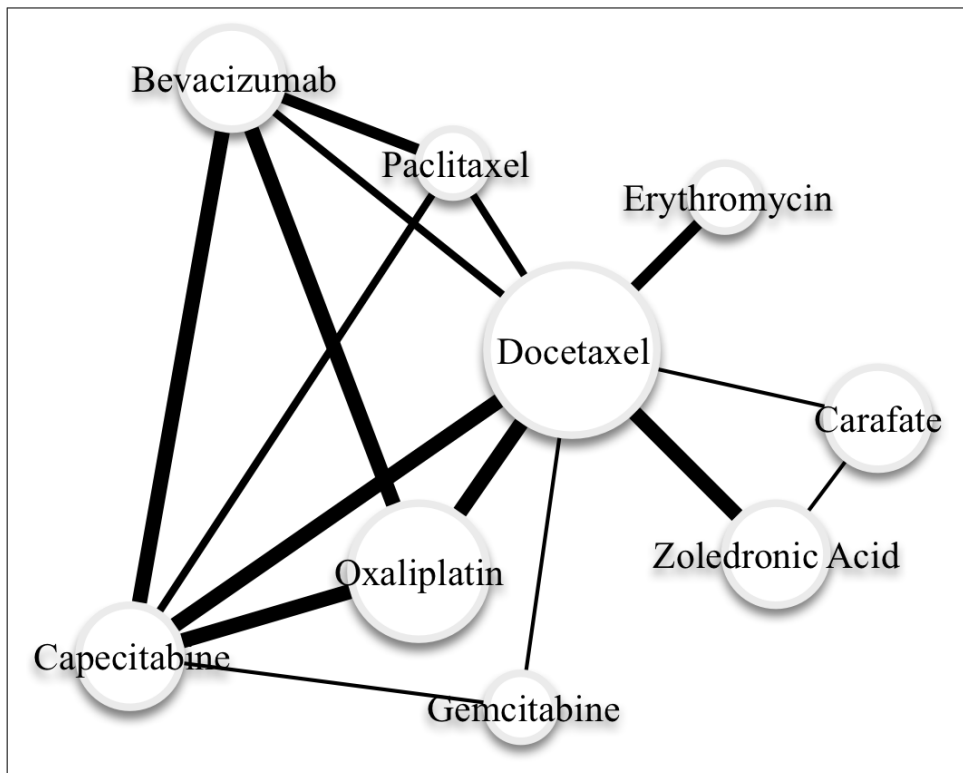 Bevacizumab
Paclitaxel
Erythromycin
Docetaxel
Carafate
Zoledronic Acid
Oxaliplatin
Capecitabine
Gemcitabine